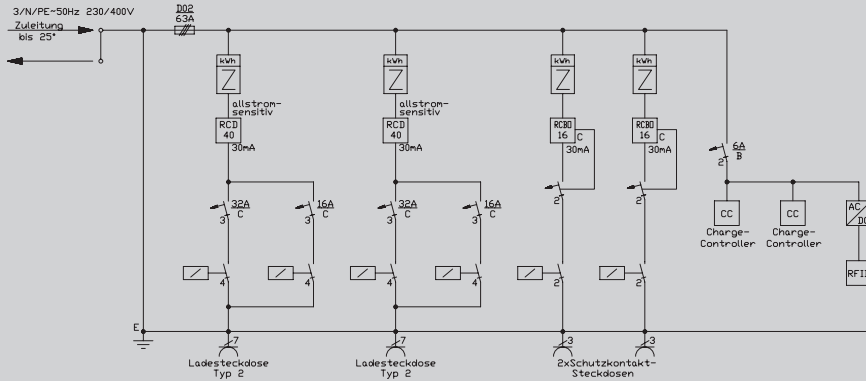 3/N/PE~50Hz 230/400V
Zuleitung
bis 25°
D02
63A
kWh
Z
allstrom-
sensitiv
RCD
40
30mA
32A
C
3
16A
C
3
4
4
7
Ladesteckdose
Typ 2
kWh
Z
allstrom-
sensitiv
RCD
40
30mA
32A
C
3
16A
C
3
4
4
7
Ladesteckdose
Typ 2
kWh
Z
RCBO
16
C
30mA
2
2
3
kWh
Z
RCBO
16
C
30mA
2
2
3
2xSchutzkontakt-
Steckdosen
6A
B
2
CC
Charge-
Controller
CC
Charge-
Controller
AC
DC
RFID
E